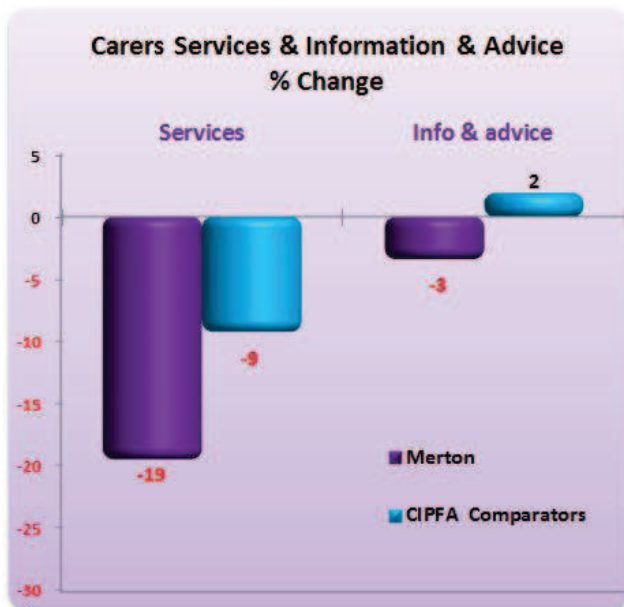 Carers Services & Information & Advice
% Change
Services Info & advice
5
2
0
-5
-3
-10
-9
-15
-19
-20
-25
-30
Merton
CIPFA Comparators